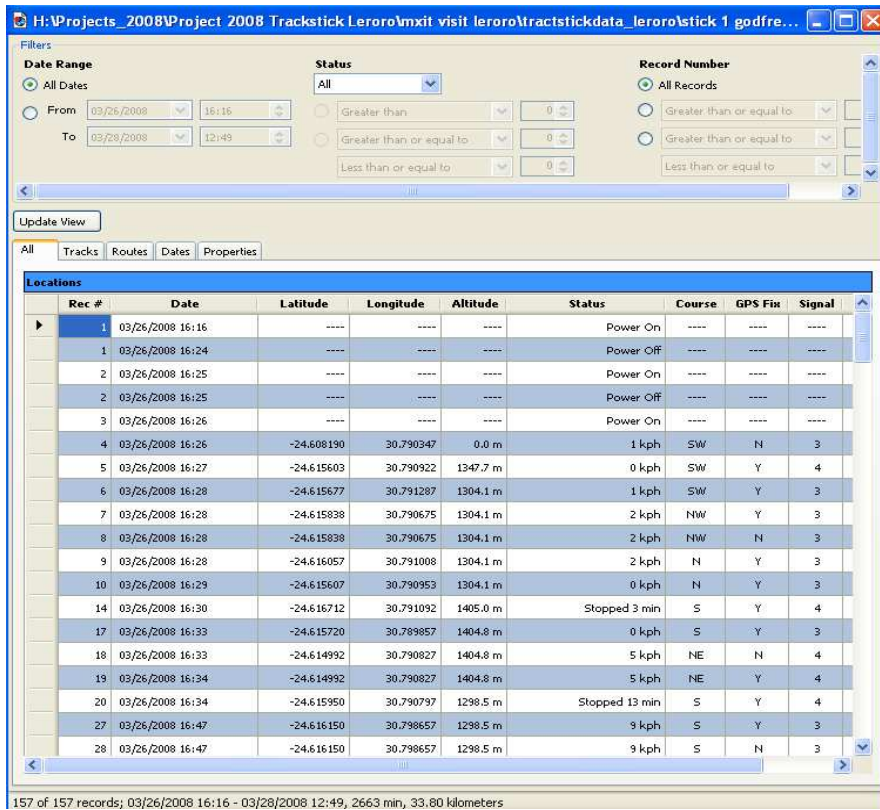 H:\Projects_2008\Project 2008 Trackstick Leroro\mxit visit leroro\tractstickdata_leroro\stick 1 godfre...
Filters
Date Range Status Record Number
All Dates All All Records
From 03/26/2008 16:16 Greater than 0 Greater than or equal to
To 03/28/2008 12:49 Greater than or equal to 0 Greater than or equal to
Less than or equal to 0 Less than or equal to
Update View
All Tracks Routes Dates Properties
Locations
Rec # Date Latitude Longitude Altitude Status Course GPS Fix Signal
1 03/26/2008 16:16 ---- ---- ---- Power On ---- ---- ----
1 03/26/2008 16:24 ---- ---- ---- Power Off ---- ---- ----
2 03/26/2008 16:25 ---- ---- ---- Power On ---- ---- ----
2 03/26/2008 16:25 ---- ---- ---- Power Off ---- ---- ----
3 03/26/2008 16:26 ---- ---- ---- Power On ---- ---- ----
4 03/26/2008 16:26 -24.608190 30.790347 0.0 m 1 kph SW N 3
5 03/26/2008 16:27 -24.615603 30.790922 1347.7 m 0 kph SW Y 4
6 03/26/2008 16:28 -24.615677 30.791287 1304.1 m 1 kph SW Y 3
7 03/26/2008 16:28 -24.615838 30.790675 1304.1 m 2 kph NW Y 3
8 03/26/2008 16:28 -24.615838 30.790675 1304.1 m 2 kph NW N 3
9 03/26/2008 16:28 -24.616057 30.791008 1304.1 m 2 kph N Y 3
10 03/26/2008 16:29 -24.615607 30.790953 1304.1 m 0 kph N Y 3
14 03/26/2008 16:30 -24.616712 30.791092 1405.0 m Stopped 3 min S Y 4
17 03/26/2008 16:33 -24.615720 30.789857 1404.8 m 0 kph S Y 3
18 03/26/2008 16:33 -24.614992 30.790827 1404.8 m 5 kph NE N 4
19 03/26/2008 16:34 -24.614992 30.790827 1404.8 m 5 kph NE Y 4
20 03/26/2008 16:34 -24.615950 30.790797 1298.5 m Stopped 13 min S Y 4
27 03/26/2008 16:47 -24.616150 30.798657 1298.5 m 9 kph S Y 3
28 03/26/2008 16:47 -24.616150 30.798657 1298.5 m 9 kph S N 3
157 of 157 records; 03/26/2008 16:16 - 03/28/2008 12:49, 2663 min, 33.80 kilometers